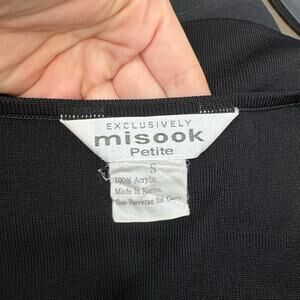 EXCLUSIVELY
misook
Petite
S
100% Acrylic
Made in Korea.
See Reverse for Care